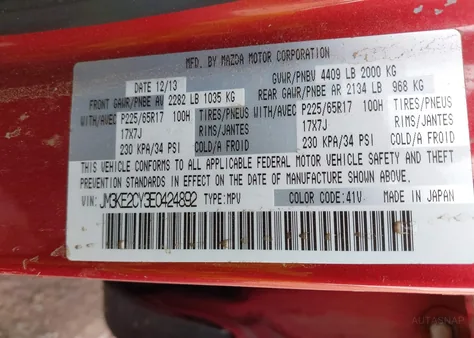 MFD. BY MAZDA MOTOR CORPORATION
DATE 12/13 GVWR/PNBV 4409 LB 2000 KG
FRONT GAWR/PNBE AV 2282 LB 1035 KG REAR GAWR/PNBE AR 2134 LB 968 KG
WITH/AVEC P225/65R17 100H TIRES/PNEUS WITH/AVEC P225/65R17 100H TIRES/PNEUS
17X7J RIMS/JANTES 17X7J RIMS/JANTES
230 KPA/34 PSI COLD/A FROID 230 KPA/34 PSI COLD/A FROID
THIS VEHICLE CONFORMS TO ALL APPLICABLE FEDERAL MOTOR VEHICLE SAFETY AND THEFT
PREVENTION STANDARDS IN EFFECT ON THE DATE OF MANUFACTURE SHOWN ABOVE.
VIN: JM3KE2CY3E0424892 TYPE: MPV COLOR CODE: 41V MADE IN JAPAN
AUTOSNAP